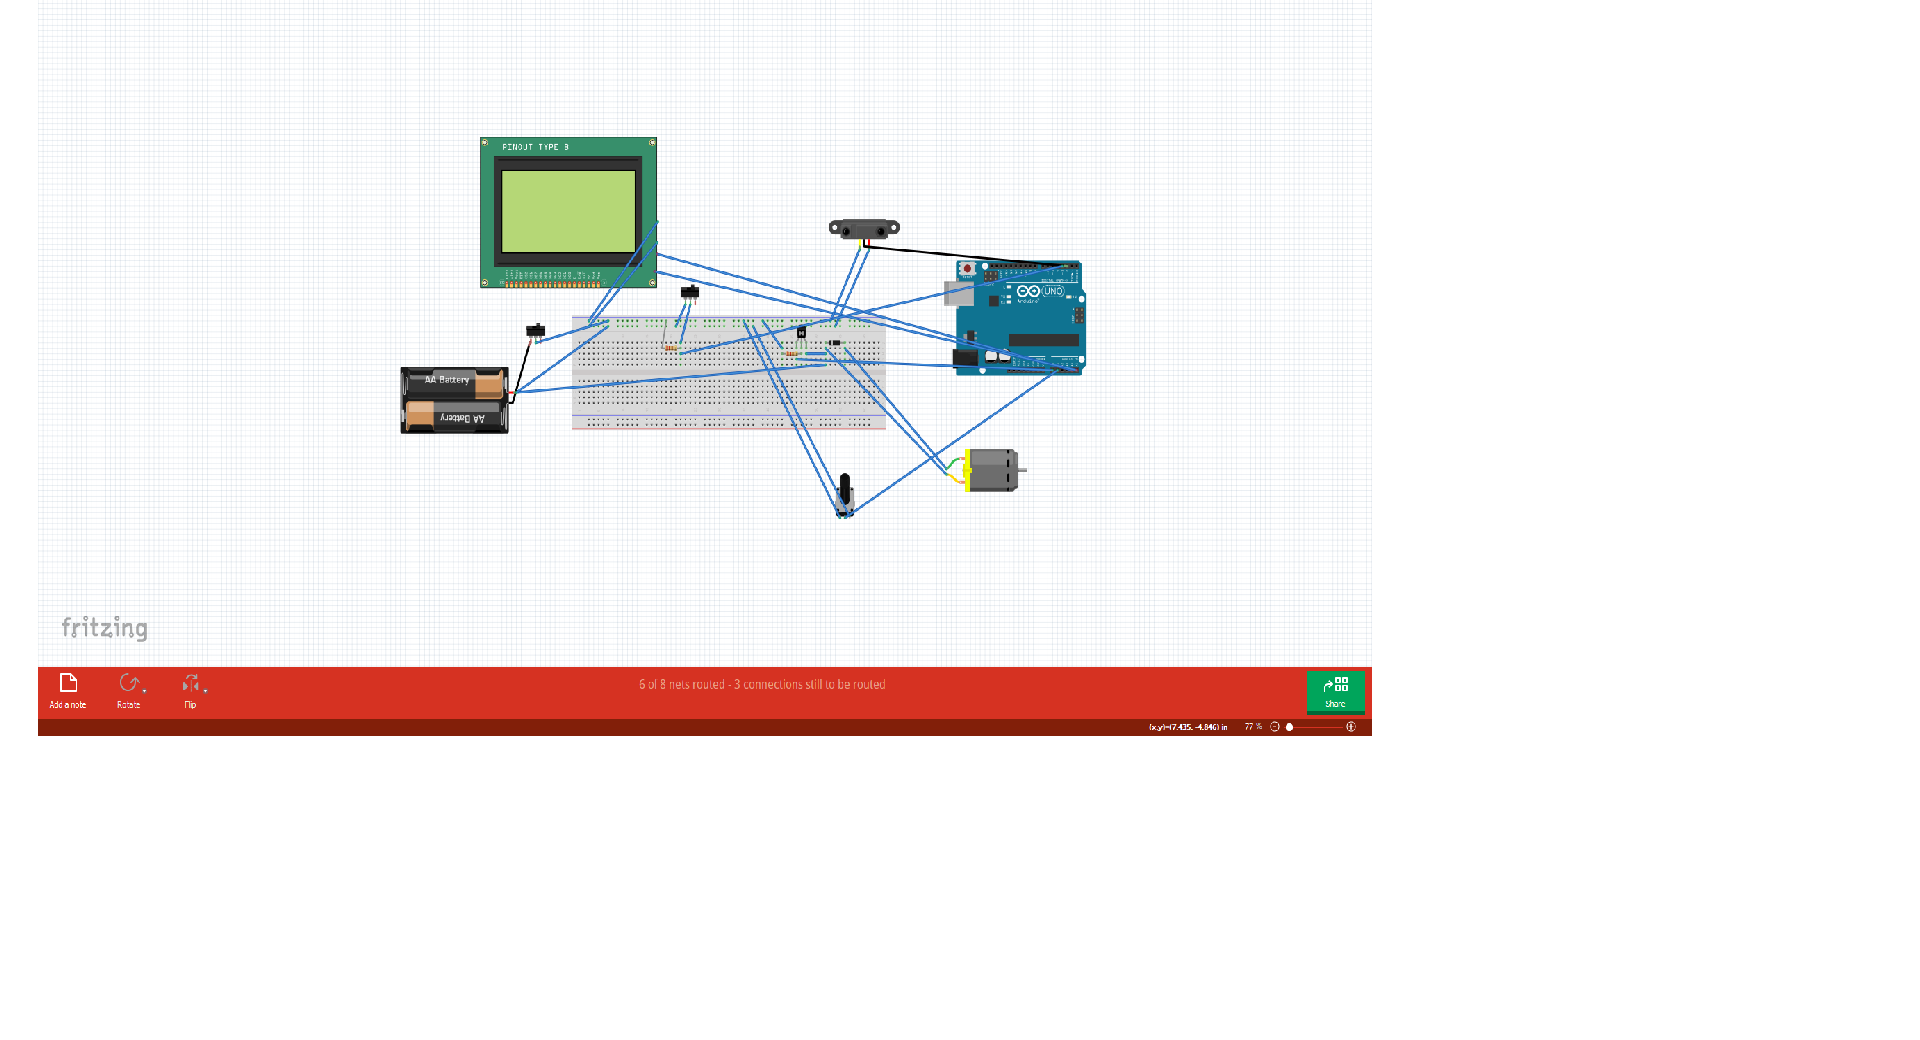 PINOUT TYPE B
UNO
Arduino
AA Battery
AA Battery
fritzing
6 of 8 nets routed - 3 connections still to be routed
Add a note
Rotate
Flip
Share
(x,y)=(7.435, -4.846) in
77 %